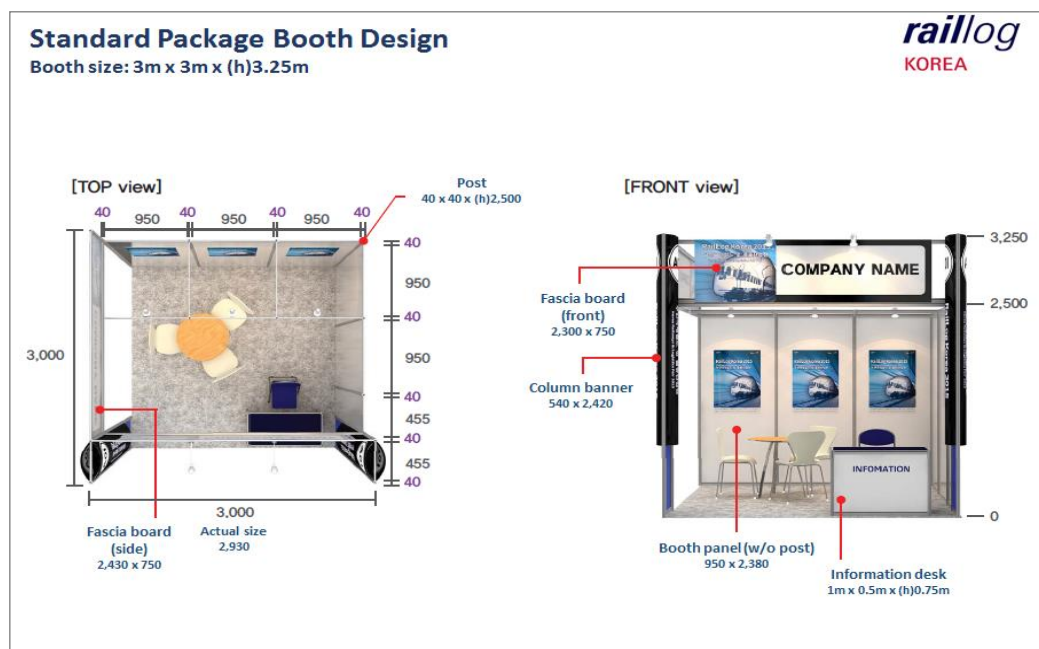 Standard Package Booth Design
Booth size: 3m x 3m x (h)3.25m
raillog
KOREA
[TOP view]
Post
40 x 40 x (h)2,500
40 950 40 950 40 950 40
40
950
40
950
40
455
40
455
40
3,000
3,000
Actual size
2,930
Fascia board
(side)
2,430 x 750
[FRONT view]
3,250
2,500
0
COMPANY NAME
Fascia board
(front)
2,300 x 750
Column banner
540 x 2,420
INFOMATION
Booth panel (w/o post)
950 x 2,380
Information desk
1m x 0.5m x (h)0.75m